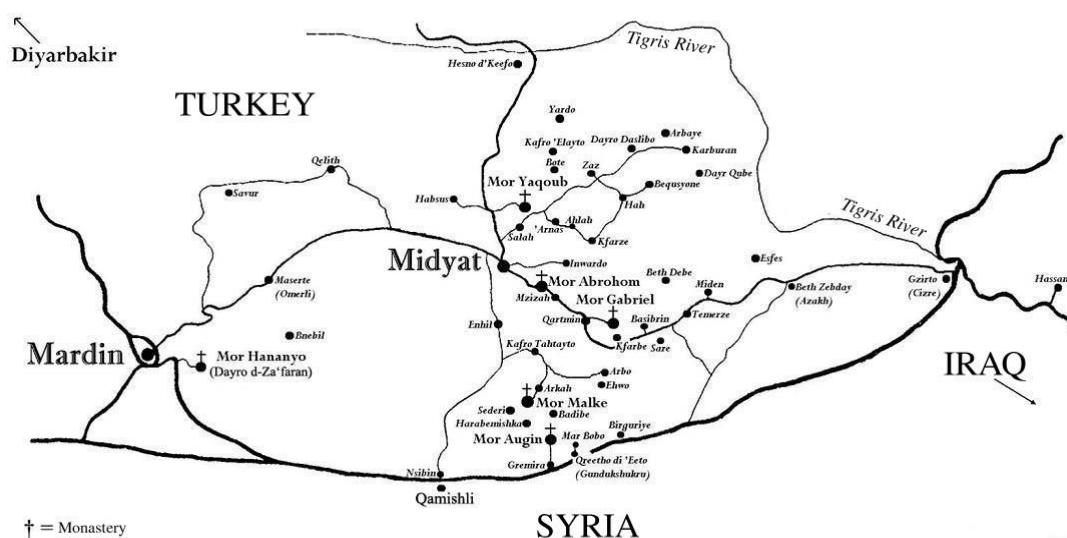 Diyarbakir
Tigris River
Hesno d'Keefo
TURKEY
Yardo
Arbaye
Kafro 'Elayto
Dayro Daslibo
Karburan
Qelith
Bote
Zaz
Dayr Qube
Mor Yaqoub
Bequsyone
Savur
Habsus
Hah
'Arnas
Ahlah
Salah
Kfarze
Tigris River
Midyat
Inwardo
Esfes
Mor Abrohom
Beth Debe
Maserte
(Omerli)
Mzizah
Mor Gabriel
Miden
Beth Zebday
(Azakh)
Gzirto
(Cizre)
Hassan
Enhil
Qartmin
Basibrin
Temerze
Bnebil
Kfarbe
Sare
Mardin
Mor Hananyo
(Dayro d-Za'faran)
Kafro Tahtayto
Arbo
Ehwo
IRAQ
Arkah
Mor Malke
Sederi
Badibe
Harabemishka
Mor Augin
Mar Bobo
Birguriye
Gremira
Qreetho di 'Eeto
(Gundukshukru)
Nsibin
Qamishli
† = Monastery
SYRIA